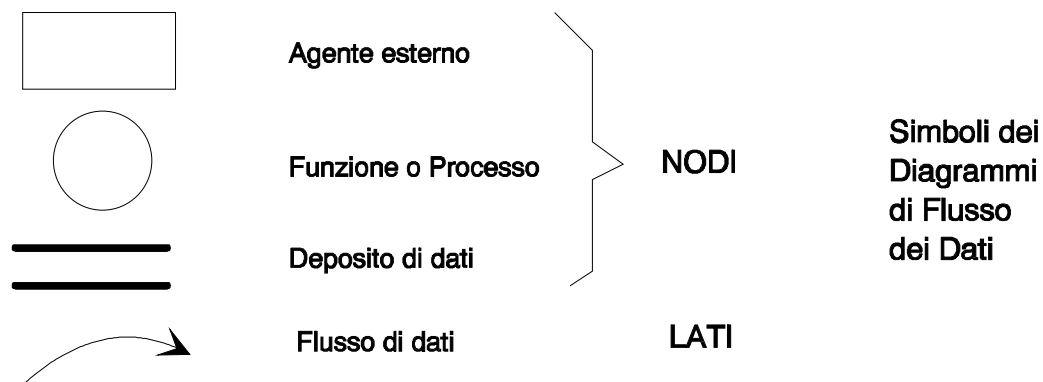 Agente esterno
Funzione o Processo
NODI
Deposito di dati
Flusso di dati
LATI
Simboli dei
Diagrammi
di Flusso
dei Dati